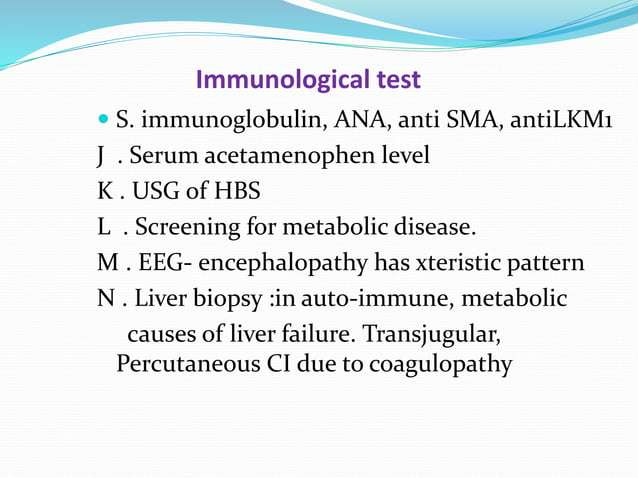 Immunological test
• S. immunoglobulin, ANA, anti SMA, antiLKM1
J . Serum acetamenophen level
K . USG of HBS
L . Screening for metabolic disease.
M . EEG- encephalopathy has xteristic pattern
N . Liver biopsy :in auto-immune, metabolic
causes of liver failure. Transjugular,
Percutaneous CI due to coagulopathy